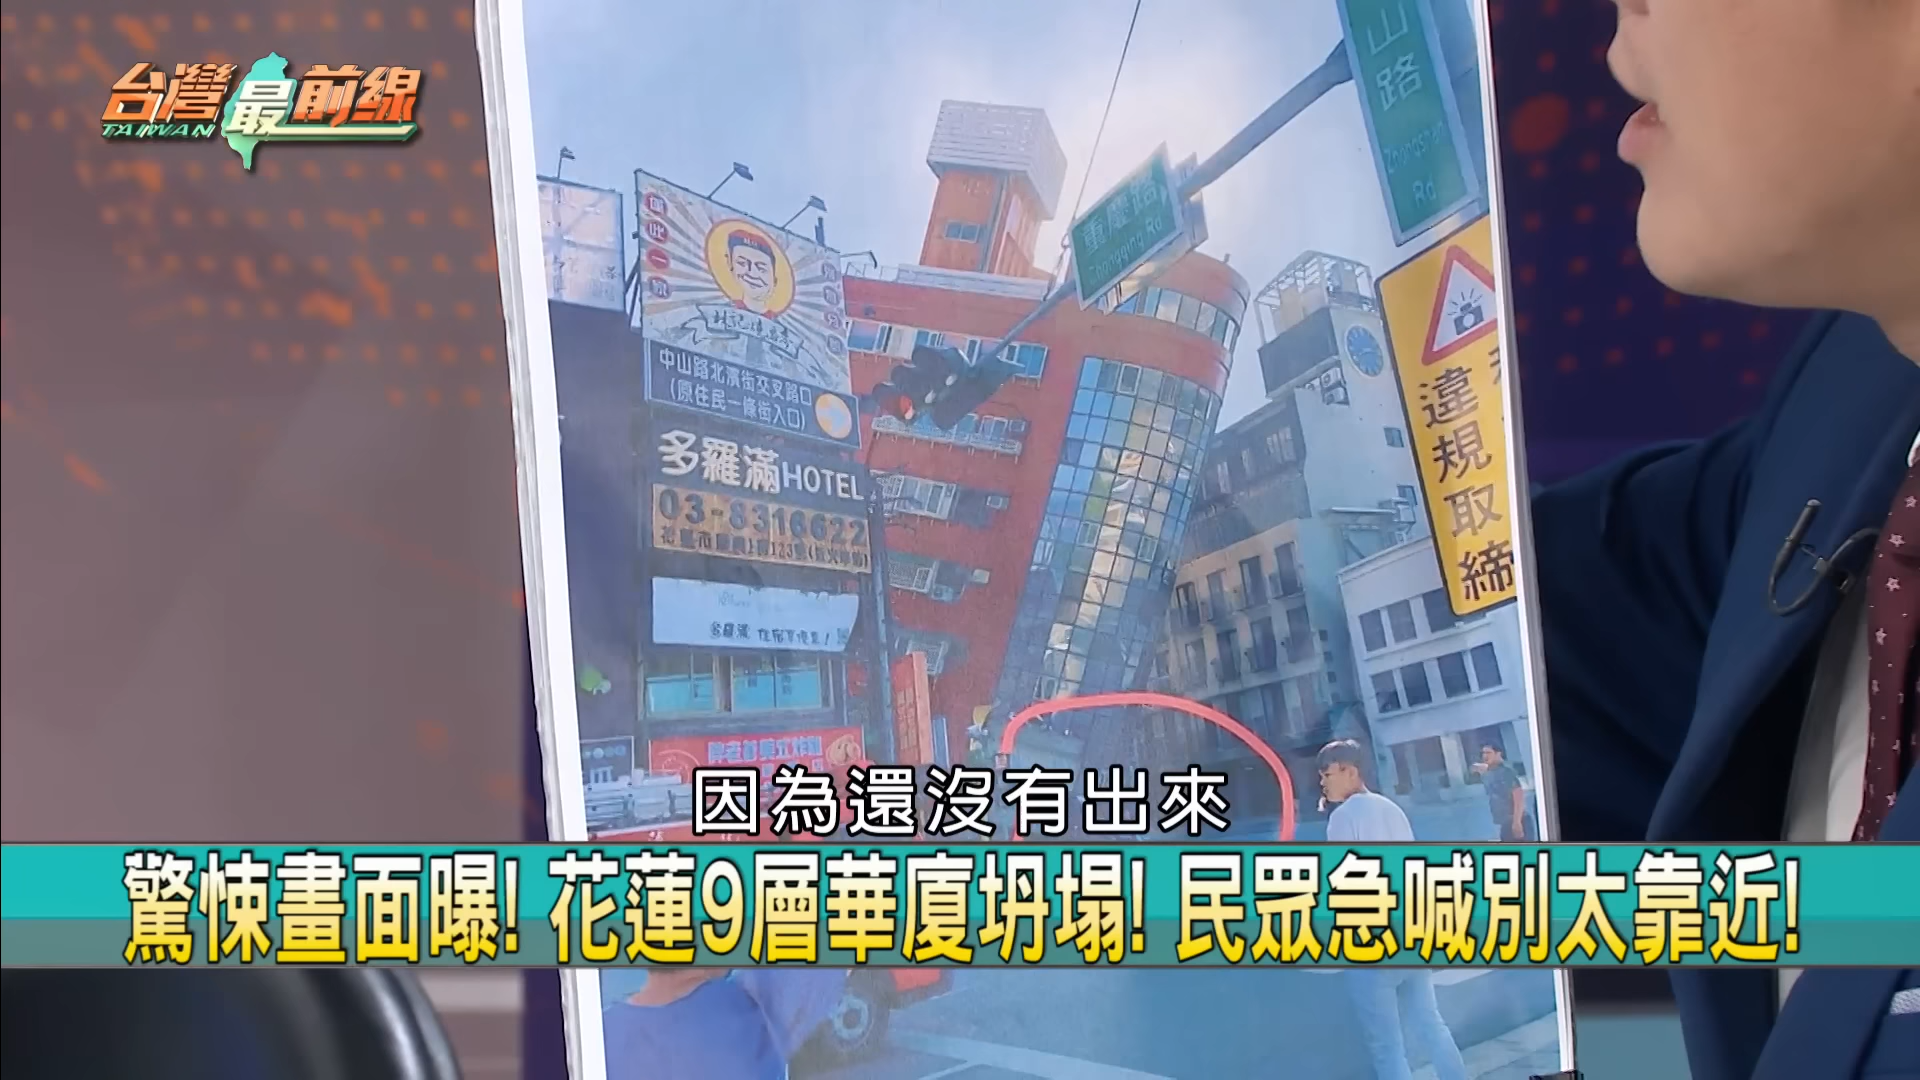 台灣最前線
TAIWAN
山路
Zhongshan
Rd
重慶路
Chongqing Rd
中山路北濱街交叉路口
(原住民一條街入口)
多羅滿HOTEL
03-8316622
違規取締
因為還沒有出來
驚悚畫面曝! 花蓮9層華廈坍塌! 民眾急喊別太靠近!